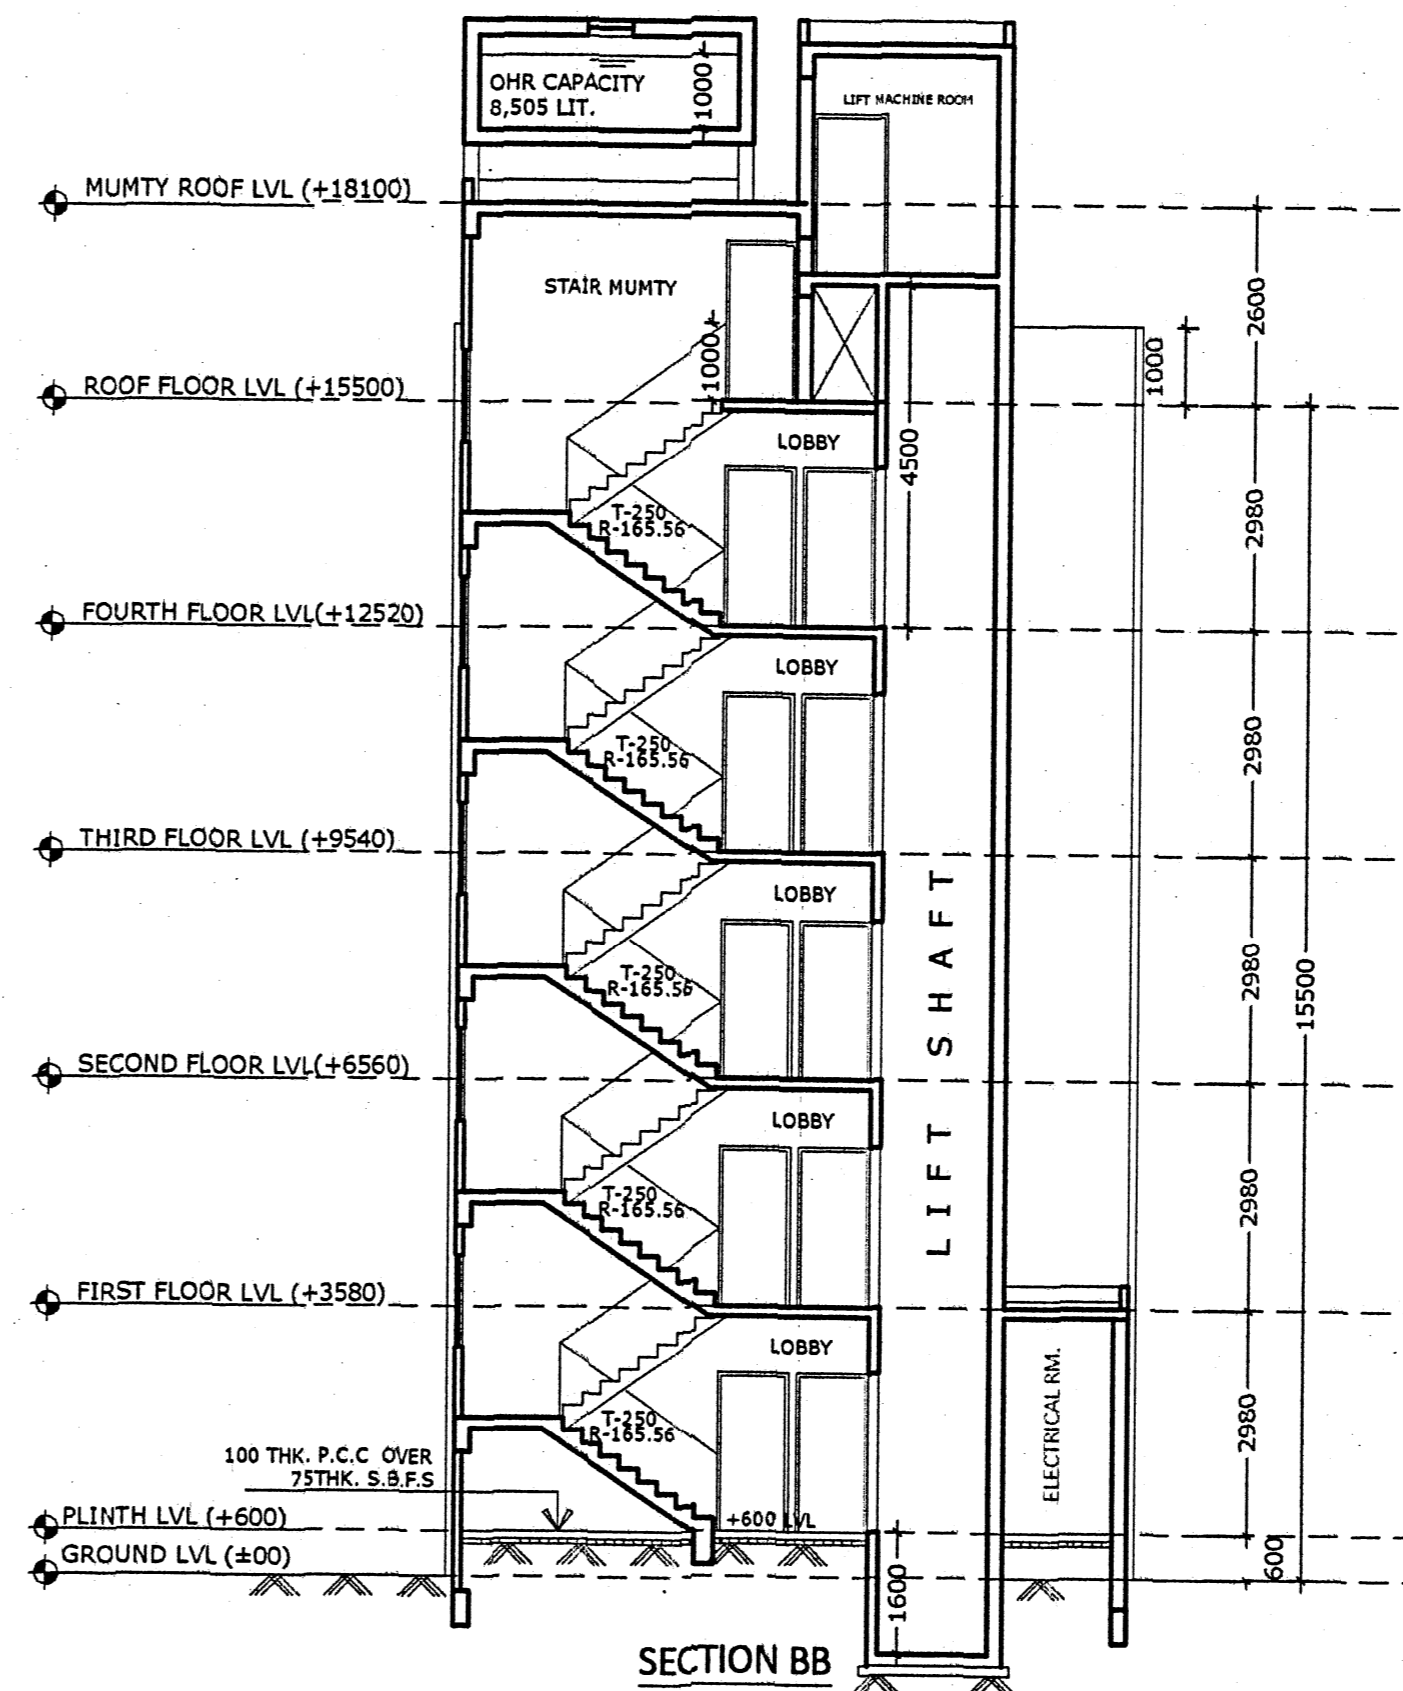 OHR CAPACITY
8,505 LIT.
1000
LIFT MACHINE ROOM
MUMTY ROOF LVL (+18100)
STAIR MUMTY
2600
1000
1000
ROOF FLOOR LVL (+15500)
LOBBY
4500
T-250
R-165.56
2980
FOURTH FLOOR LVL(+12520)
LOBBY
T-250
R-165.56
2980
THIRD FLOOR LVL (+9540)
LOBBY
T-250
R-165.56
2980
15500
LIFT SHAFT
SECOND FLOOR LVL(+6560)
LOBBY
T-250
R-165.56
2980
FIRST FLOOR LVL (+3580)
LOBBY
ELECTRICAL RM.
T-250
R-165.56
2980
100 THK. P.C.C OVER
75THK. S.B.F.S
PLINTH LVL (+600)
+600 LVL
GROUND LVL (±00)
600
1600
SECTION BB